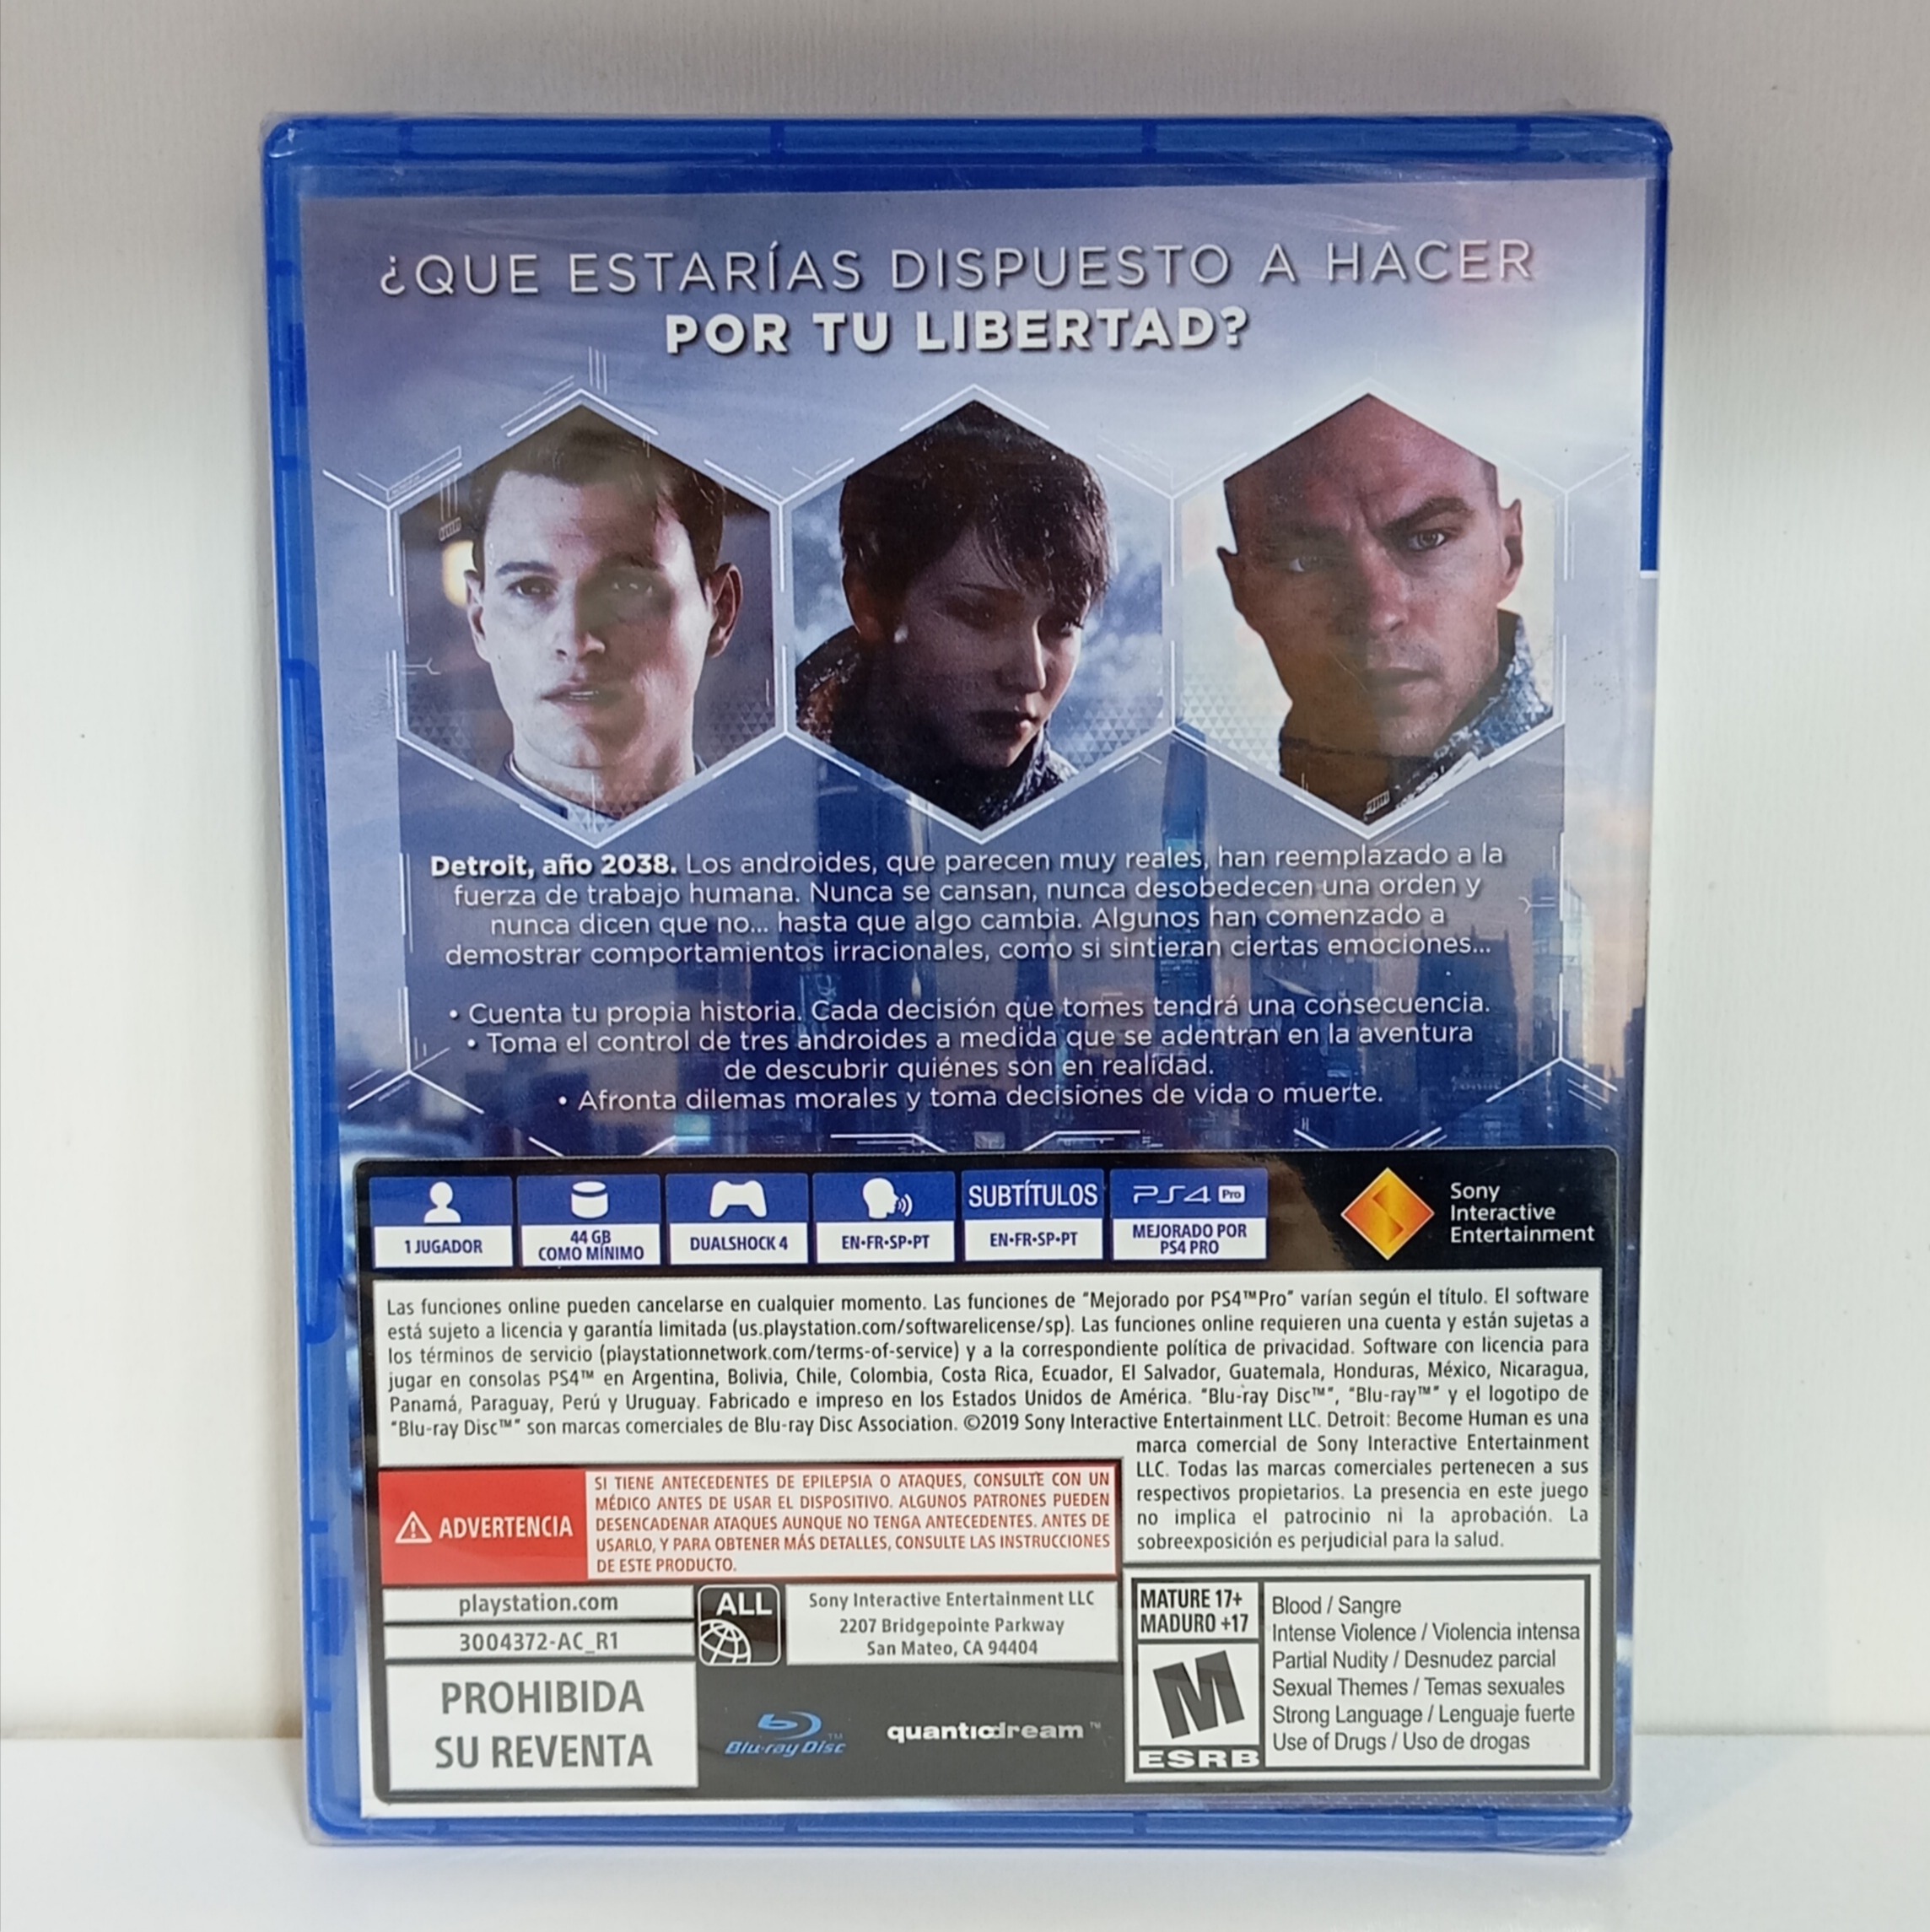 ¿QUE ESTARÍAS DISPUESTO A HACER
POR TU LIBERTAD?
Detroit, año 2038. Los androides, que parecen muy reales, han reemplazado a la
fuerza de trabajo humana. Nunca se cansan, nunca desobedecen una orden y
nunca dicen que no... hasta que algo cambia. Algunos han comenzado a
demostrar comportamientos irracionales, como si sintieran ciertas emociones...
• Cuenta tu propia historia. Cada decisión que tomes tendrá una consecuencia.
• Toma el control de tres androides a medida que se adentran en la aventura
de descubrir quiénes son en realidad.
• Afronta dilemas morales y toma decisiones de vida o muerte.
1 JUGADOR
44 GB
COMO MÍNIMO
DUALSHOCK 4
EN•FR•SP•PT
SUBTÍTULOS
EN•FR•SP•PT
PS4 Pro
MEJORADO POR
PS4 PRO
Sony
Interactive
Entertainment
Las funciones online pueden cancelarse en cualquier momento. Las funciones de "Mejorado por PS4™Pro" varían según el título. El software
está sujeto a licencia y garantía limitada (us.playstation.com/softwarelicense/sp). Las funciones online requieren una cuenta y están sujetas a
los términos de servicio (playstationnetwork.com/terms-of-service) y a la correspondiente política de privacidad. Software con licencia para
jugar en consolas PS4™ en Argentina, Bolivia, Chile, Colombia, Costa Rica, Ecuador, El Salvador, Guatemala, Honduras, México, Nicaragua,
Panamá, Paraguay, Perú y Uruguay. Fabricado e impreso en los Estados Unidos de América. "Blu-ray Disc™", "Blu-ray™" y el logotipo de
"Blu-ray Disc™" son marcas comerciales de Blu-ray Disc Association. ©2019 Sony Interactive Entertainment LLC. Detroit: Become Human es una
marca comercial de Sony Interactive Entertainment
LLC. Todas las marcas comerciales pertenecen a sus
respectivos propietarios. La presencia en este juego
no implica el patrocinio ni la aprobación. La
sobreexposición es perjudicial para la salud.
ADVERTENCIA
SI TIENE ANTECEDENTES DE EPILEPSIA O ATAQUES, CONSULTE CON UN
MÉDICO ANTES DE USAR EL DISPOSITIVO. ALGUNOS PATRONES PUEDEN
DESENCADENAR ATAQUES AUNQUE NO TENGA ANTECEDENTES. ANTES DE
USARLO, Y PARA OBTENER MÁS DETALLES, CONSULTE LAS INSTRUCCIONES
DE ESTE PRODUCTO.
playstation.com
3004372-AC_R1
PROHIBIDA
SU REVENTA
ALL
Sony Interactive Entertainment LLC
2207 Bridgepointe Parkway
San Mateo, CA 94404
Blu-ray Disc™
quanticdream™
MATURE 17+
MADURO +17
M
ESRB
Blood / Sangre
Intense Violence / Violencia intensa
Partial Nudity / Desnudez parcial
Sexual Themes / Temas sexuales
Strong Language / Lenguaje fuerte
Use of Drugs / Uso de drogas